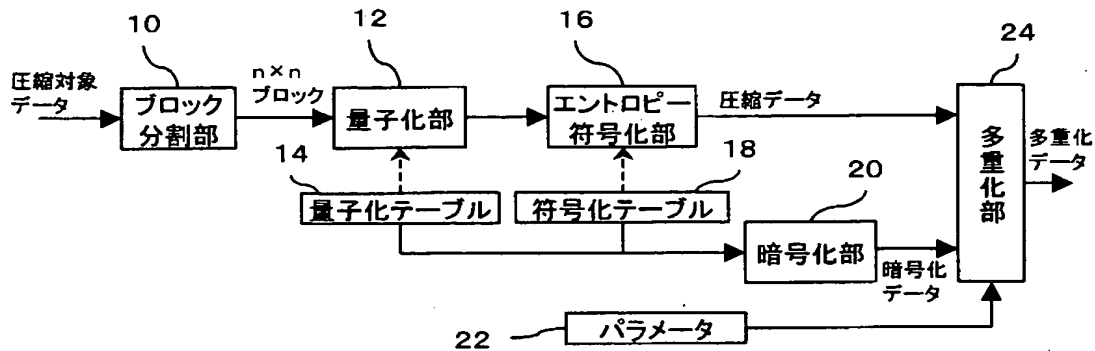 10
12
16
24
圧縮対象
データ
ブロック
分割部
n×n
ブロック
量子化部
エントロピー
符号化部
圧縮データ
多重化部
多重化
データ
14
量子化テーブル
18
符号化テーブル
20
暗号化部
暗号化
データ
22
パラメータ